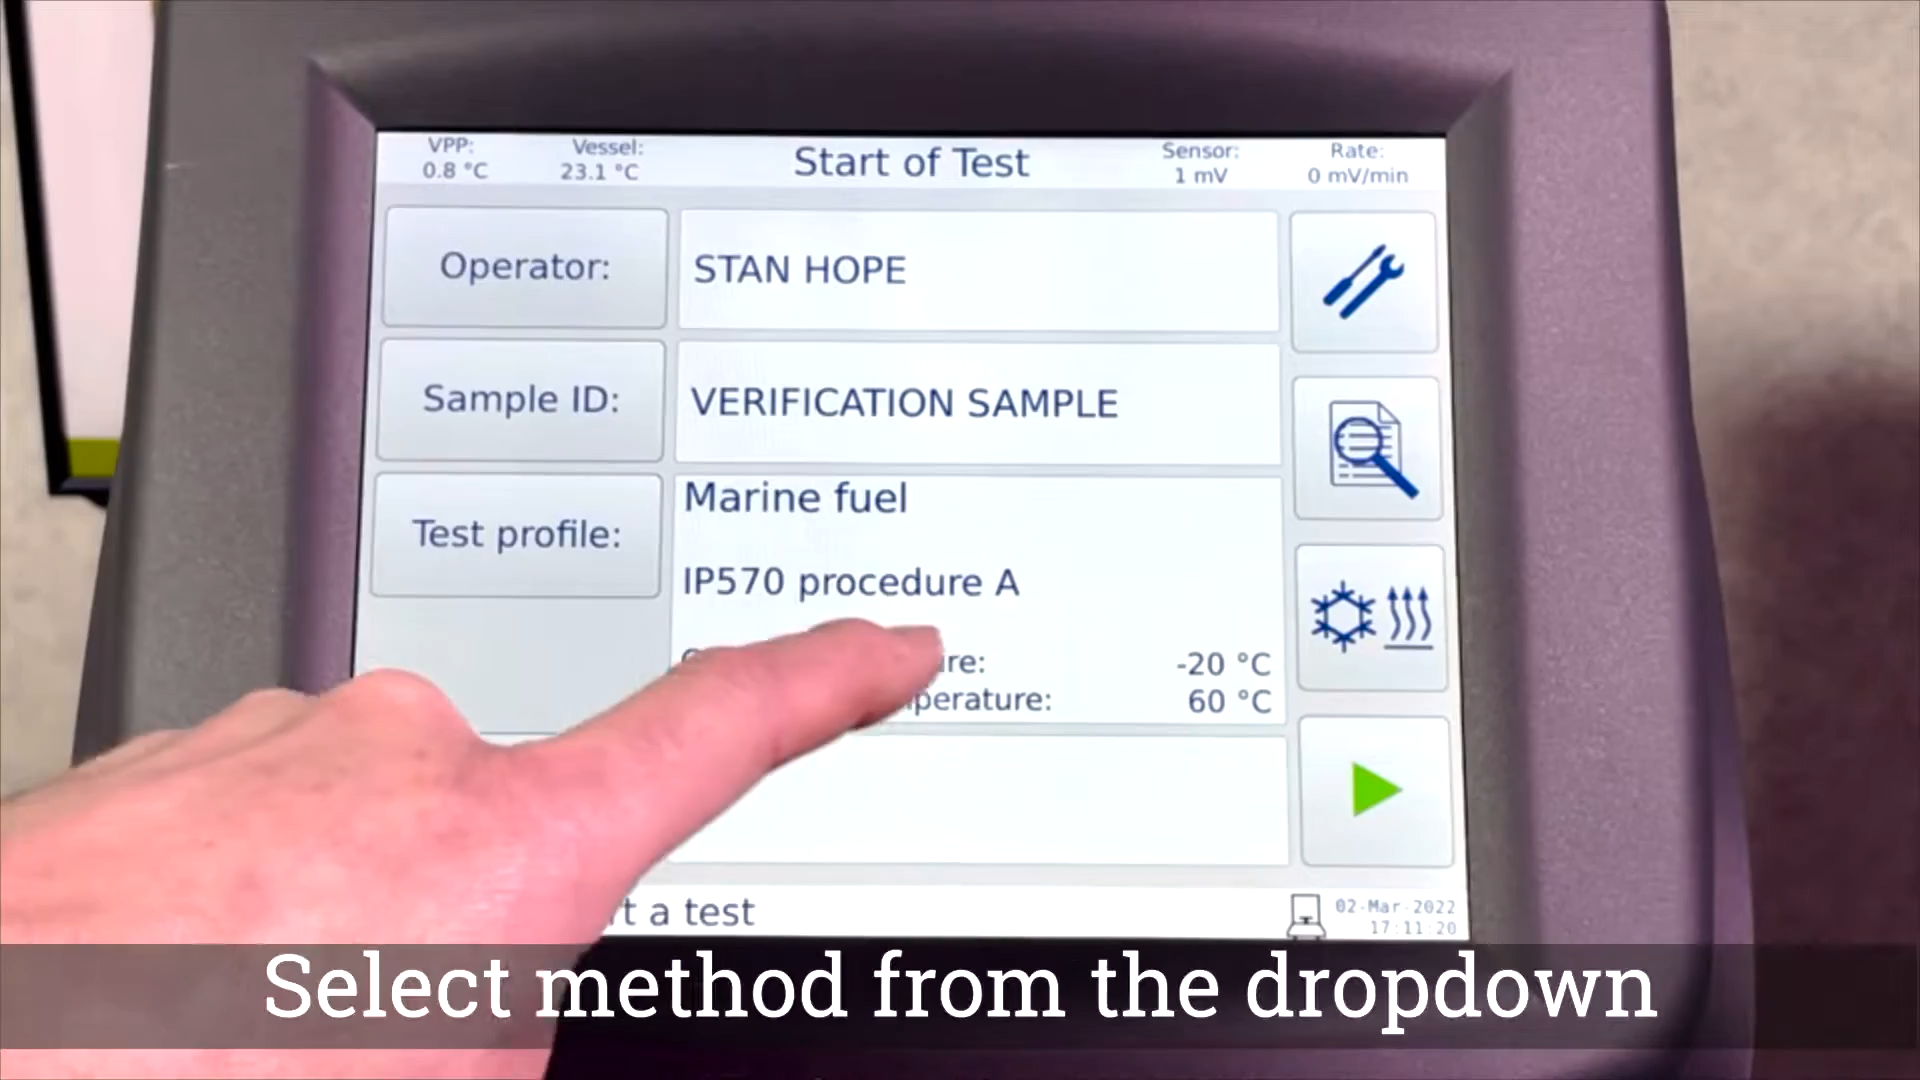 VPP:
0.8 °C
Vessel:
23.1 °C
Start of Test
Sensor:
1 mV
Rate:
0 mV/min
Operator:
STAN HOPE
Sample ID:
VERIFICATION SAMPLE
Test profile:
Marine fuel
IP570 procedure A
-20 °C
60 °C
a test
02-Mar-2022
17:11:20
Select method from the dropdown